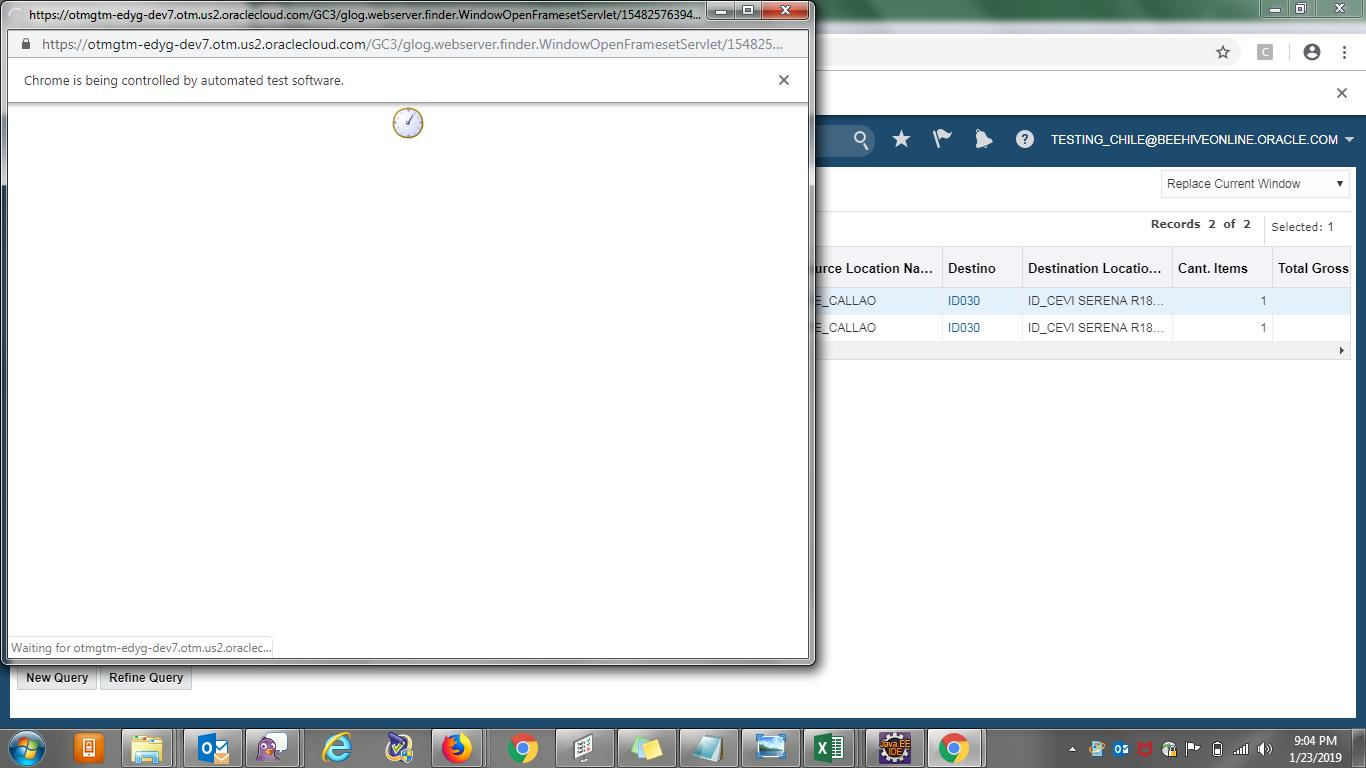 https://otmgtm-edyg-dev7.otm.us2.oraclecloud.com/GC3/glog.webserver.finder.WindowOpenFramesetServlet/15482576394...
https://otmgtm-edyg-dev7.otm.us2.oraclecloud.com/GC3/glog.webserver.finder.WindowOpenFramesetServlet/154825...
Chrome is being controlled by automated test software.
C
TESTING_CHILE@BEEHIVEONLINE.ORACLE.COM
Replace Current Window
Records 2 of 2
Selected: 1
urce Location Na... Destino Destination Locatio... Cant. Items Total Gross
E_CALLAO ID030 ID_CEVI SERENA R18... 1
E_CALLAO ID030 ID_CEVI SERENA R18... 1
Waiting for otmgtm-edyg-dev7.otm.us2.oraclec...
New Query Refine Query
Java EE
IDE
9:04 PM
1/23/2019